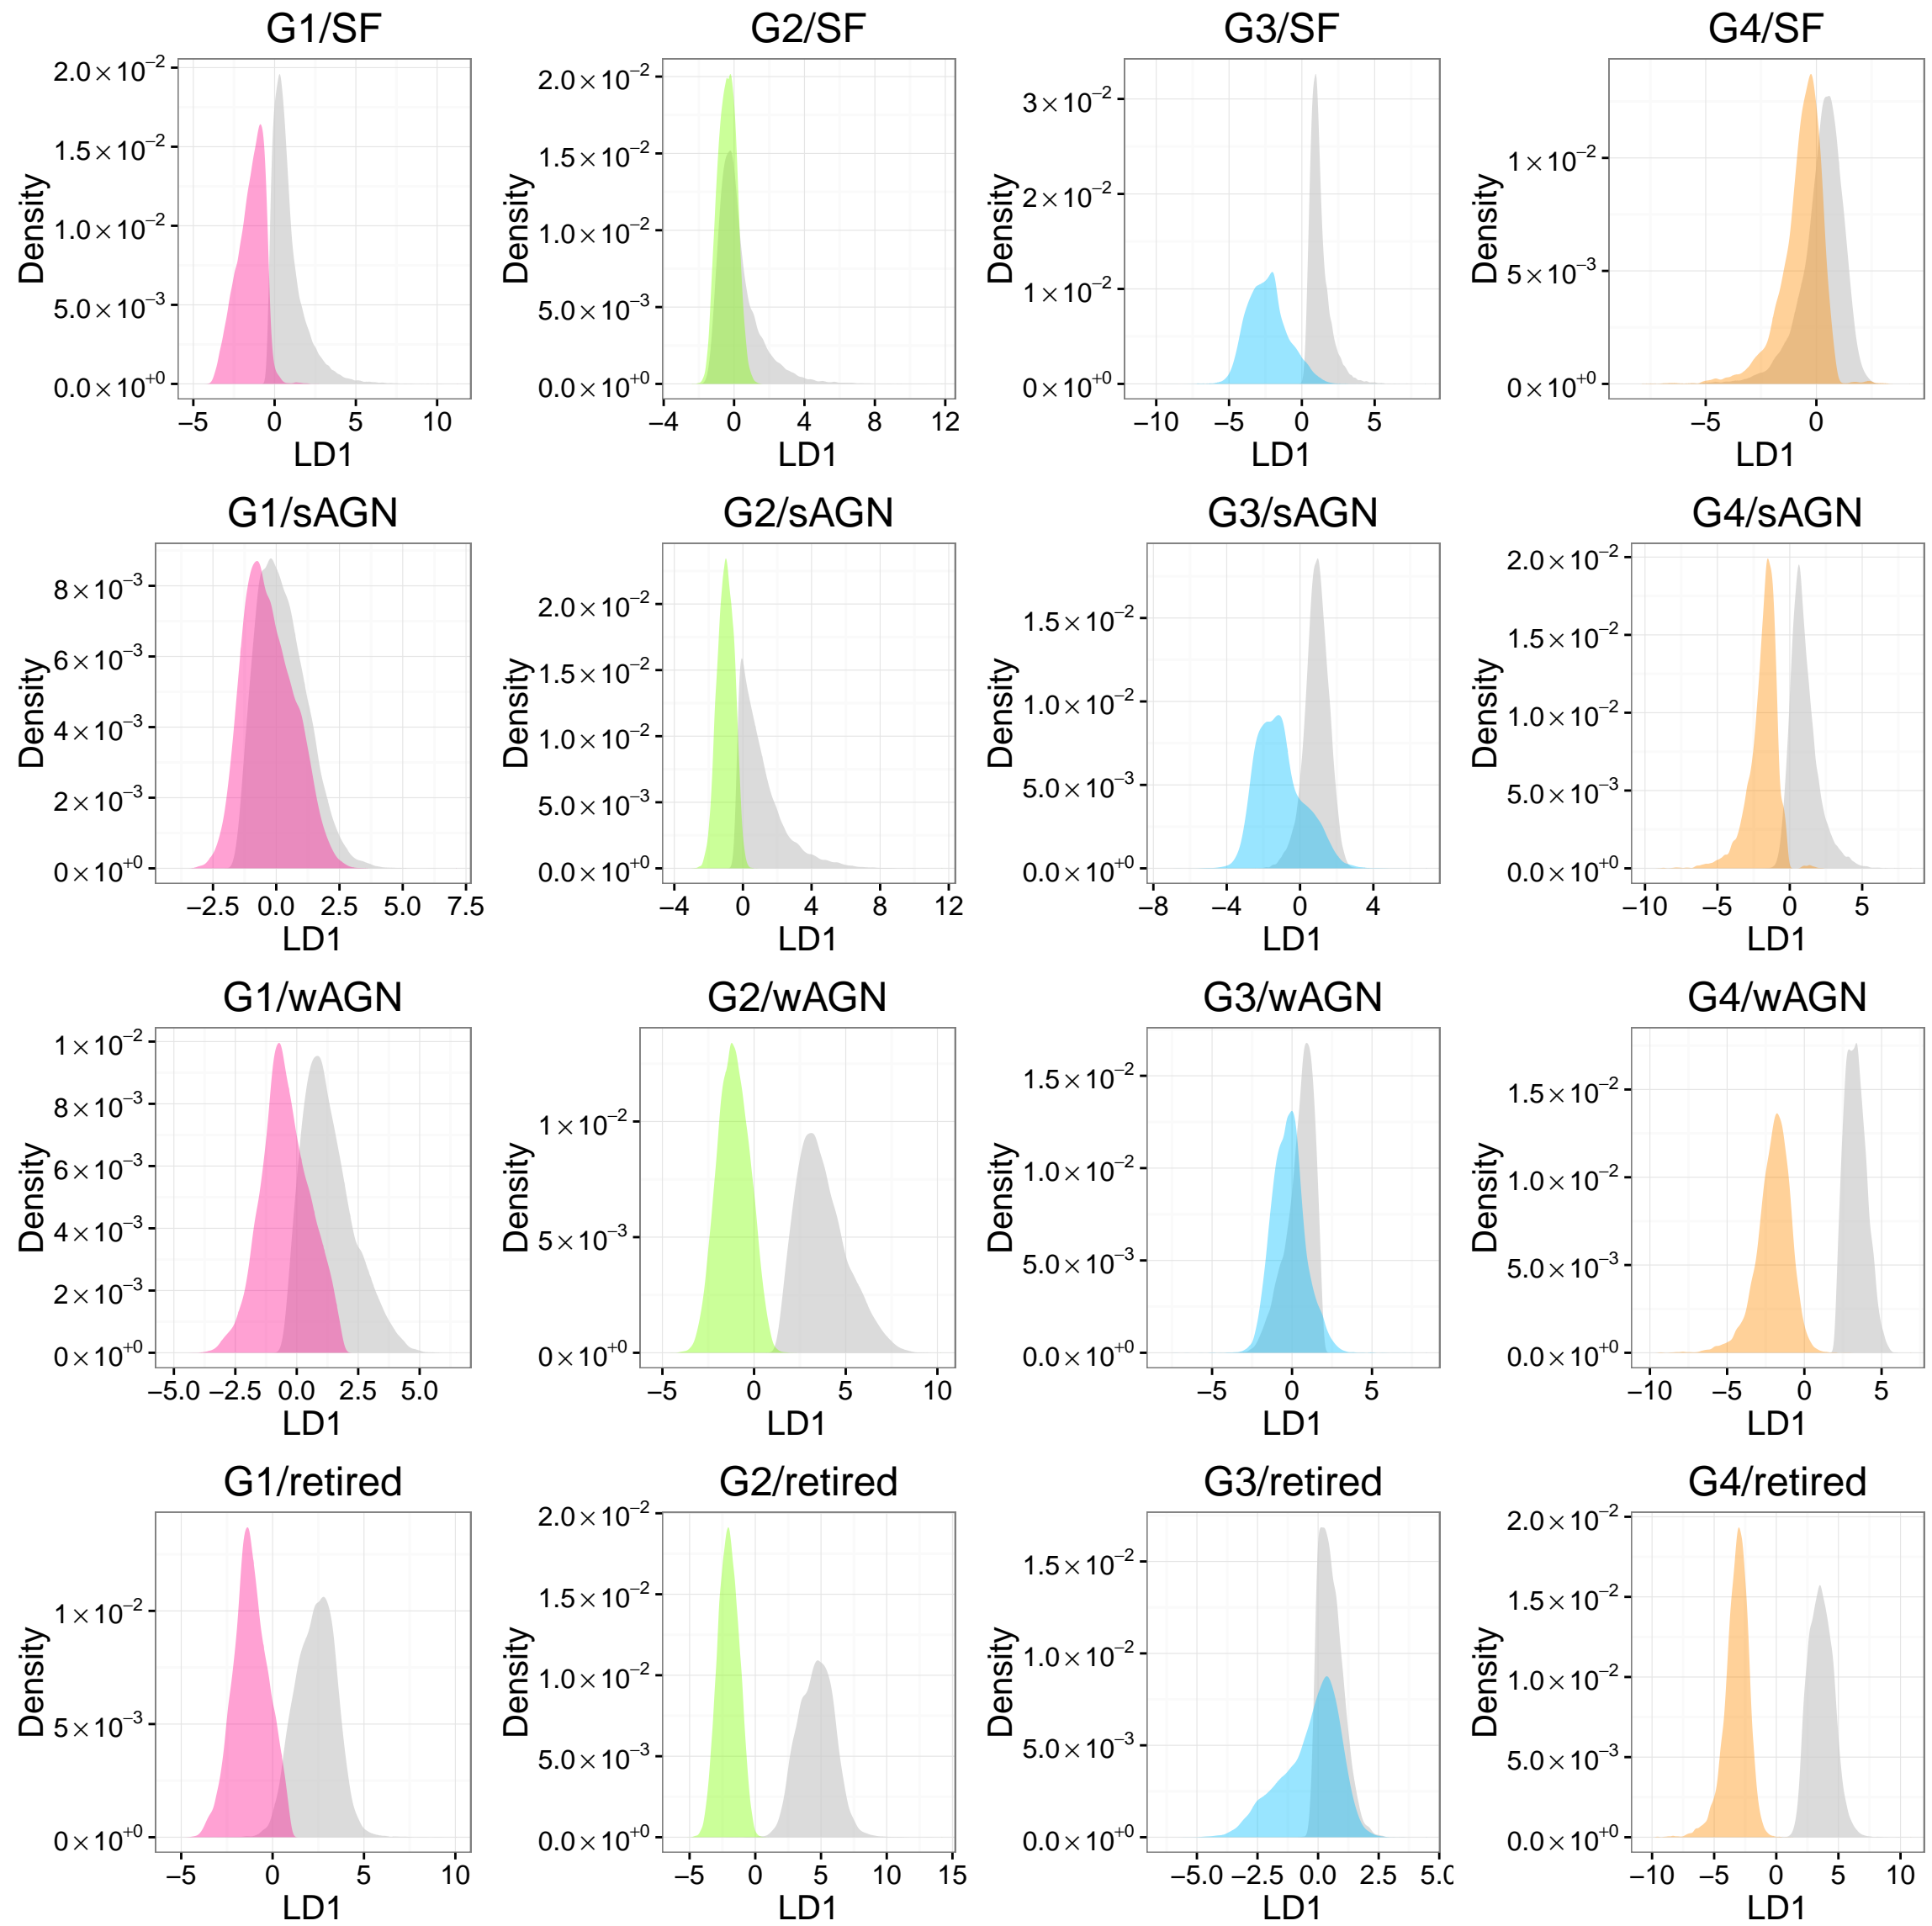 G1/SF
G2/SF
G3/SF
G4/SF
Density
2.0×10−2
1.5×10−2
1.0×10−2
5.0×10−3
0.0×10+0
−5 0 5 10
LD1
Density
2.0×10−2
1.5×10−2
1.0×10−2
5.0×10−3
0.0×10+0
−4 0 4 8 12
LD1
Density
3×10−2
2×10−2
1×10−2
0×10+0
−10 −5 0 5
LD1
Density
1×10−2
5×10−3
0×10+0
−5 0
LD1
G1/sAGN
G2/sAGN
G3/sAGN
G4/sAGN
Density
8×10−3
6×10−3
4×10−3
2×10−3
0×10+0
−2.5 0.0 2.5 5.0 7.5
LD1
Density
2.0×10−2
1.5×10−2
1.0×10−2
5.0×10−3
0.0×10+0
−4 0 4 8 12
LD1
Density
1.5×10−2
1.0×10−2
5.0×10−3
0.0×10+0
−8 −4 0 4
LD1
Density
2.0×10−2
1.5×10−2
1.0×10−2
5.0×10−3
0.0×10+0
−10 −5 0 5
LD1
G1/wAGN
G2/wAGN
G3/wAGN
G4/wAGN
Density
1×10−2
8×10−3
6×10−3
4×10−3
2×10−3
0×10+0
−5.0 −2.5 0.0 2.5 5.0
LD1
Density
1×10−2
5×10−3
0×10+0
−5 0 5 10
LD1
Density
1.5×10−2
1.0×10−2
5.0×10−3
0.0×10+0
−5 0 5
LD1
Density
1.5×10−2
1.0×10−2
5.0×10−3
0.0×10+0
−10 −5 0 5
LD1
G1/retired
G2/retired
G3/retired
G4/retired
Density
1×10−2
5×10−3
0×10+0
−5 0 5 10
LD1
Density
2.0×10−2
1.5×10−2
1.0×10−2
5.0×10−3
0.0×10+0
−5 0 5 10 15
LD1
Density
1.5×10−2
1.0×10−2
5.0×10−3
0.0×10+0
−5.0 −2.5 0.0 2.5 5.0
LD1
Density
2.0×10−2
1.5×10−2
1.0×10−2
5.0×10−3
0.0×10+0
−10 −5 0 5 10
LD1